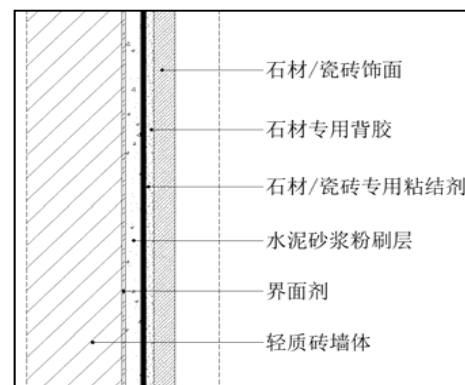 石材/瓷砖饰面
石材专用背胶
石材/瓷砖专用粘结剂
水泥砂浆粉刷层
界面剂
轻质砖墙体